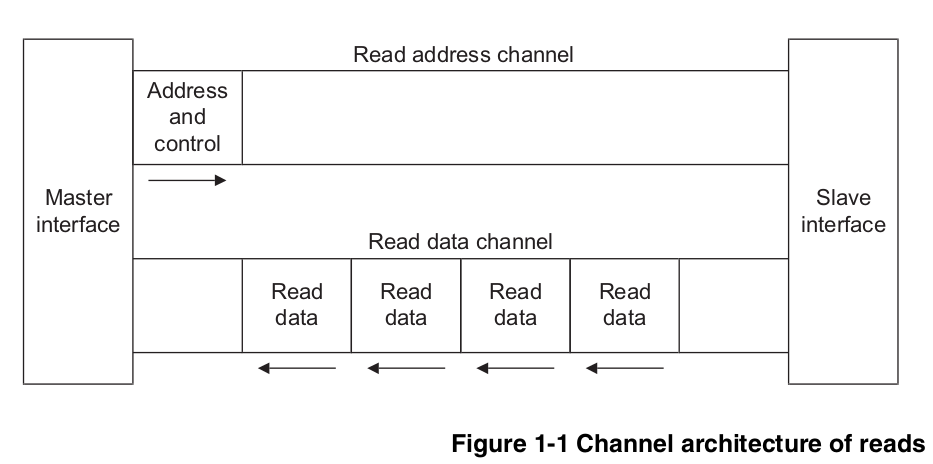 Read address channel
Address
and
control
Master
interface
Slave
interface
Read data channel
Read
data
Read
data
Read
data
Read
data
Figure 1-1 Channel architecture of reads